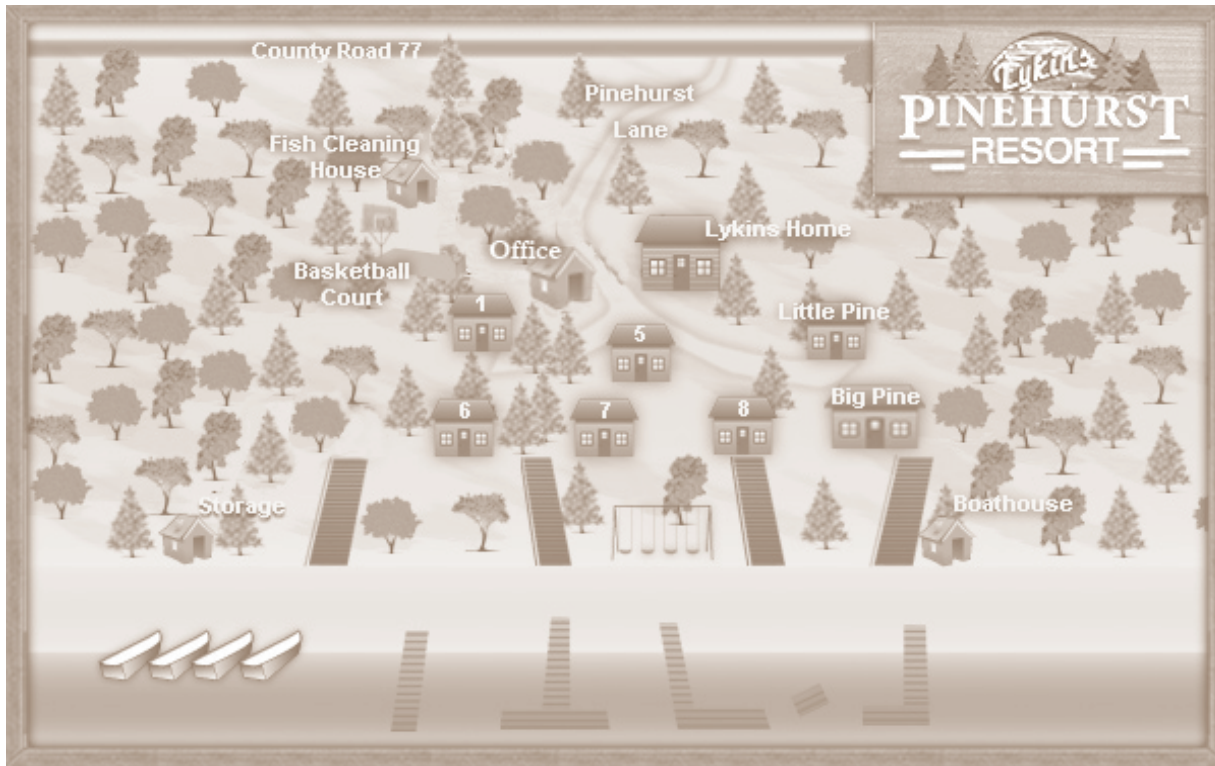 County Road 77
Lykins
PINEHURST
RESORT
Pinehurst
Lane
Fish Cleaning
House
Lykins Home
Office
Basketball
Court
1
Little Pine
5
Big Pine
6
7
8
Storage
Boathouse